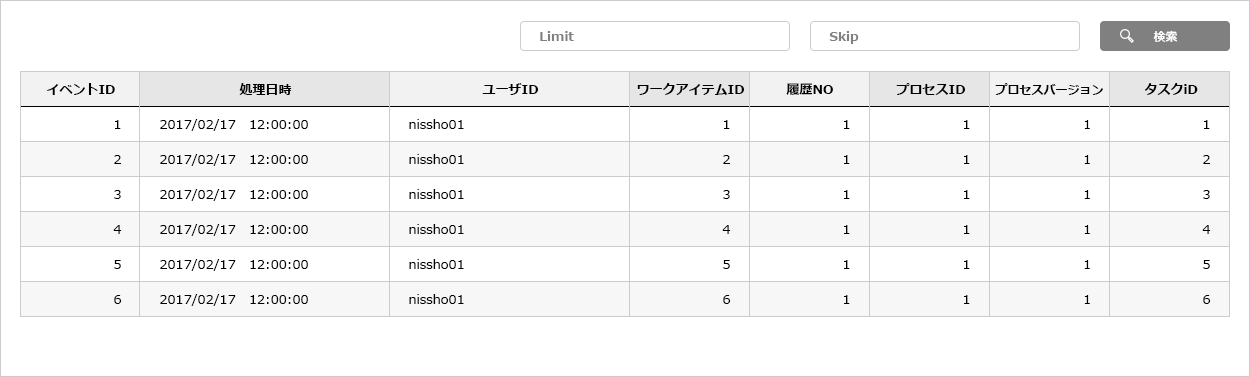 Limit Skip 検索
イベントID 処理日時 ユーザID ワークアイテムID 履歴NO プロセスID プロセスバージョン タスクiD
1 2017/02/17 12:00:00 nissho01 1 1 1 1 1
2 2017/02/17 12:00:00 nissho01 2 1 1 1 2
3 2017/02/17 12:00:00 nissho01 3 1 1 1 3
4 2017/02/17 12:00:00 nissho01 4 1 1 1 4
5 2017/02/17 12:00:00 nissho01 5 1 1 1 5
6 2017/02/17 12:00:00 nissho01 6 1 1 1 6